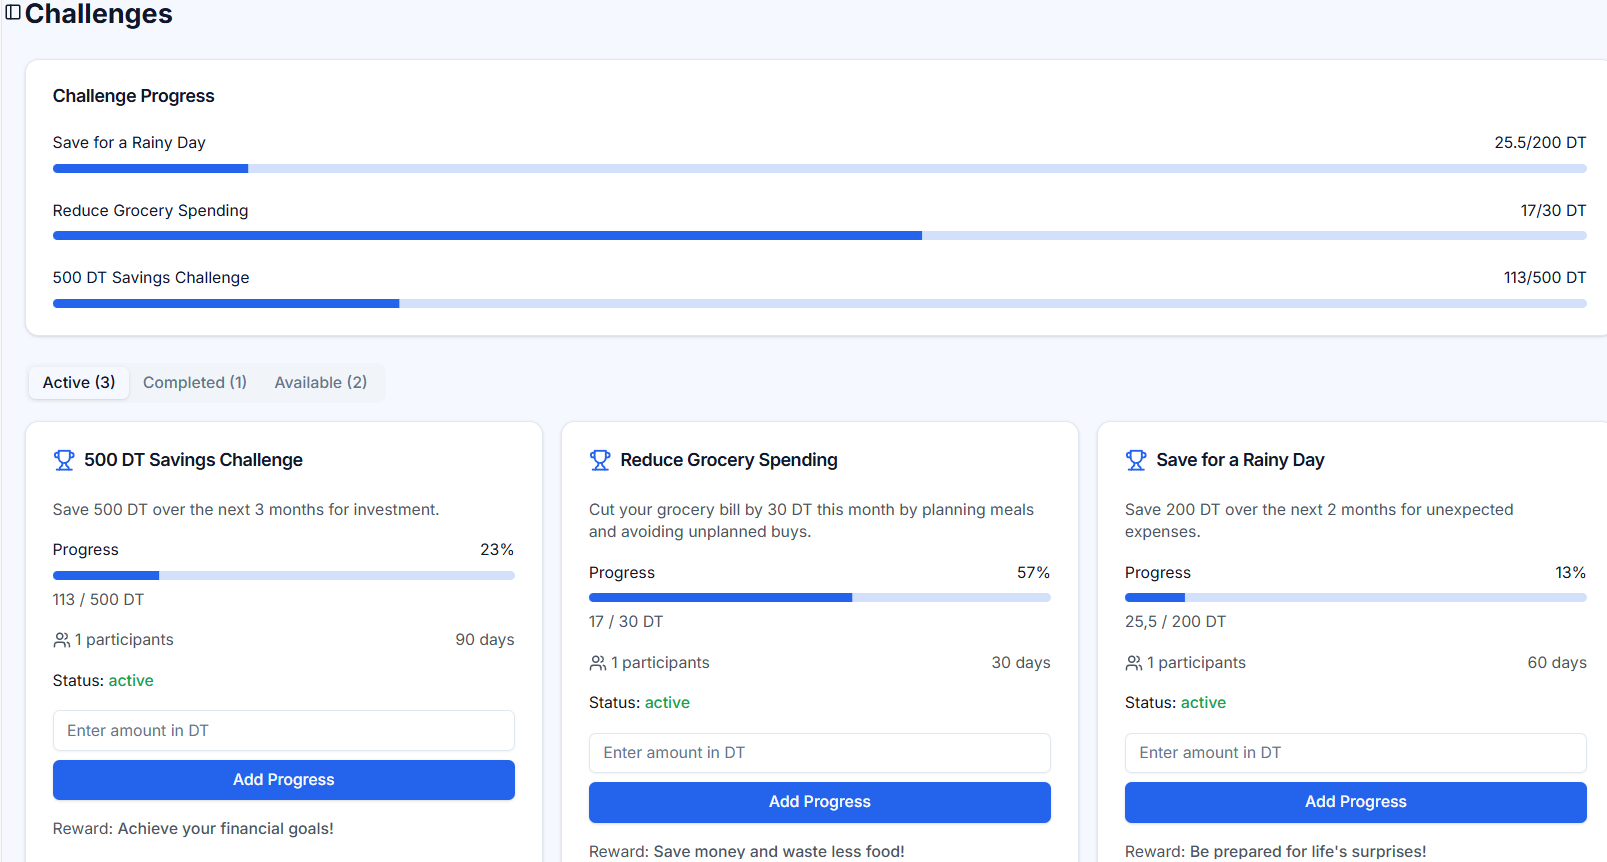 Challenges
Challenge Progress
Save for a Rainy Day 25.5/200 DT
Reduce Grocery Spending 17/30 DT
500 DT Savings Challenge 113/500 DT
Active (3) Completed (1) Available (2)
500 DT Savings Challenge
Save 500 DT over the next 3 months for investment.
Progress 23%
113 / 500 DT
1 participants 90 days
Status: active
Enter amount in DT
Add Progress
Reward: Achieve your financial goals!
Reduce Grocery Spending
Cut your grocery bill by 30 DT this month by planning meals
and avoiding unplanned buys.
Progress 57%
17 / 30 DT
1 participants 30 days
Status: active
Enter amount in DT
Add Progress
Reward: Save money and waste less food!
Save for a Rainy Day
Save 200 DT over the next 2 months for unexpected
expenses.
Progress 13%
25,5 / 200 DT
1 participants 60 days
Status: active
Enter amount in DT
Add Progress
Reward: Be prepared for life's surprises!